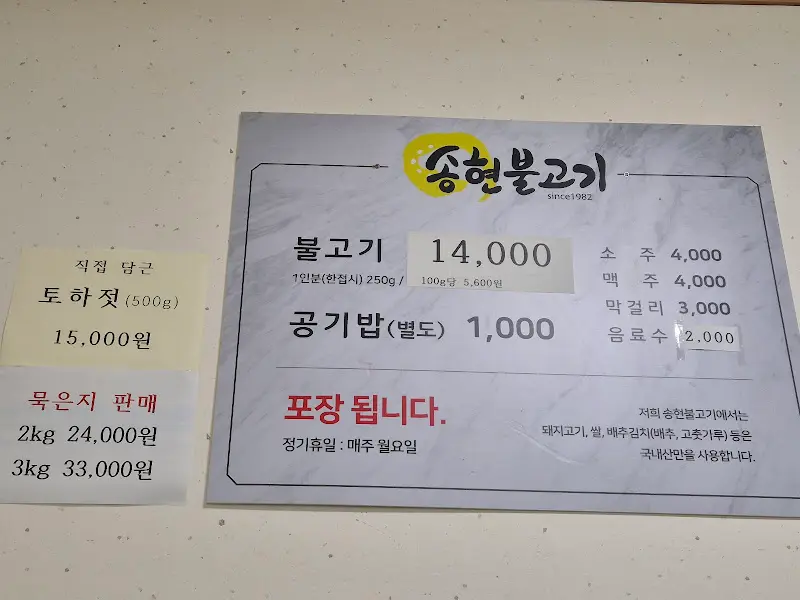 송현불고기
since1982
불고기 14,000
1인분(한접시) 250g / 100g당 5,600원
공기밥(별도) 1,000
소 주 4,000
맥 주 4,000
막걸리 3,000
음료수 2,000
포장 됩니다.
정기휴일 : 매주 월요일
저희 송현불고기에서는
돼지고기, 쌀, 배추김치(배추, 고춧가루) 등은
국내산만을 사용합니다.
직접 담근
토하젓(500g)
15,000원
묵은지 판매
2kg 24,000원
3kg 33,000원